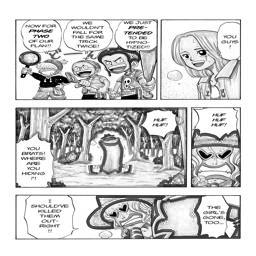 YOU
GUYS
!
WE JUST
PRE-
TENDED
TO BE
HYPNO-
TIZED!!
WE
WOULDN'T
FALL FOR
THE SAME
TRICK
TWICE!
NOW FOR
PHASE
TWO
OF OUR
PLAN!!
HUF
HUF
HUF!
HUF
HUF!
YOU
BRATS!
WHERE
ARE
YOU
HIDING
?!
THE
GIRL'S
GONE,
TOO...
I
SHOULD'VE
KILLED
THEM
OUT-
RIGHT
!!